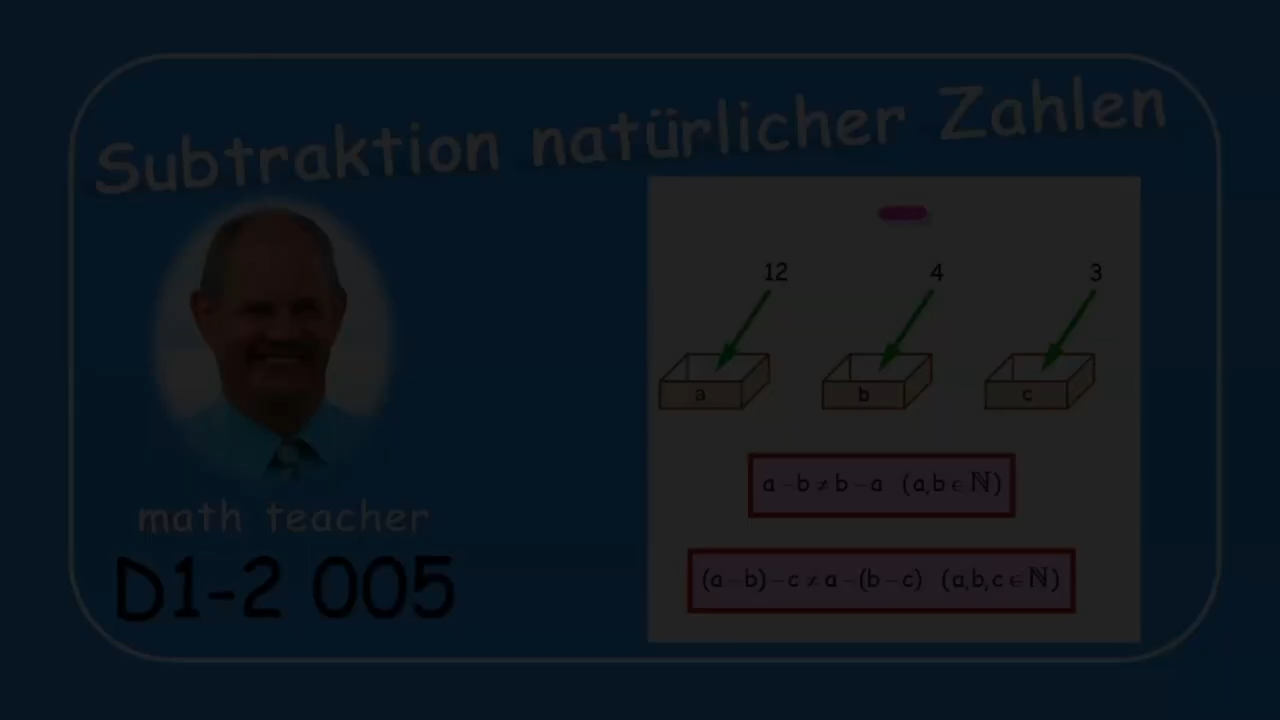 Subtraktion natürlicher Zahlen
12 4 3
a b c
a - b ≠ b - a (a,b ∈ ℕ)
(a - b) - c ≠ a - (b - c) (a,b,c ∈ ℕ)
math teacher
D1-2 005